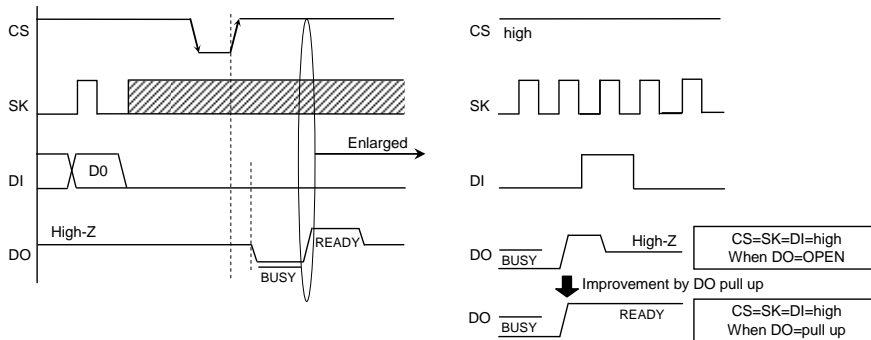 CS
SK
DI
D0
High-Z
DO
BUSY
READY
Enlarged
CS high
SK
DI
DO
BUSY
High-Z
CS=SK=DI=high
When DO=OPEN
Improvement by DO pull up
DO
BUSY
READY
CS=SK=DI=high
When DO=pull up